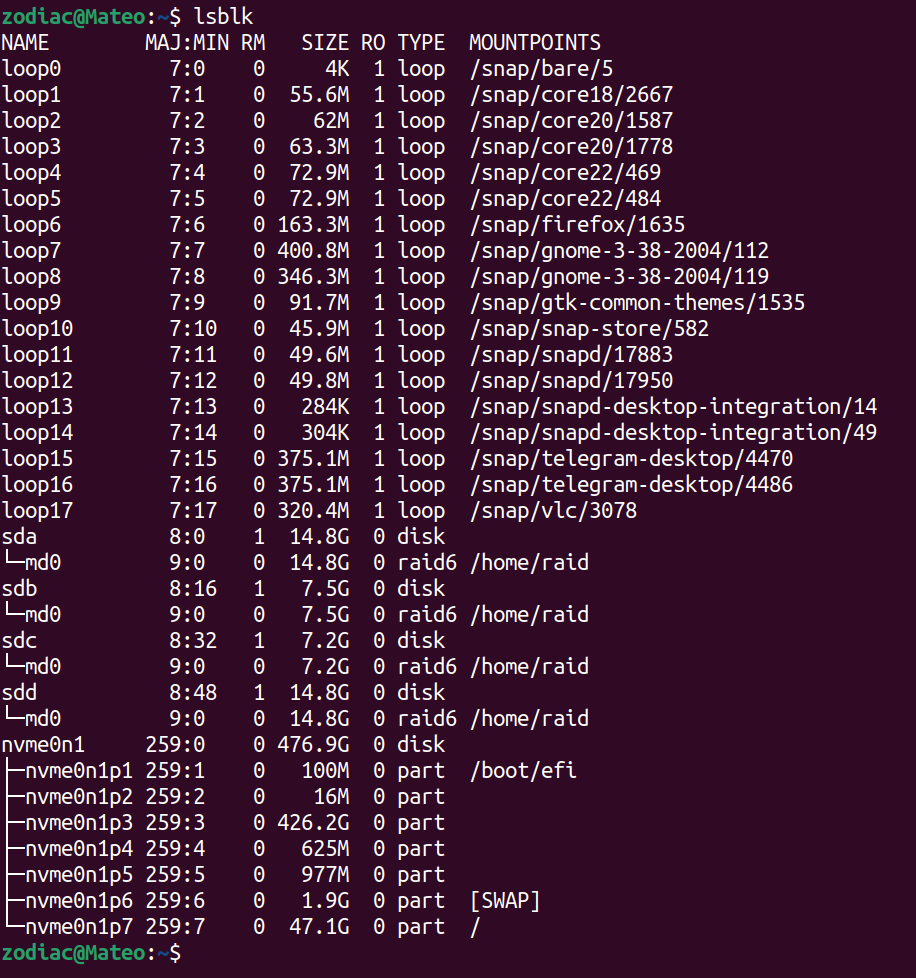 zodiac@Mateo:~$ lsblk
NAME        MAJ:MIN RM   SIZE RO TYPE  MOUNTPOINTS
loop0         7:0    0     4K  1 loop  /snap/bare/5
loop1         7:1    0  55.6M  1 loop  /snap/core18/2667
loop2         7:2    0    62M  1 loop  /snap/core20/1587
loop3         7:3    0  63.3M  1 loop  /snap/core20/1778
loop4         7:4    0  72.9M  1 loop  /snap/core22/469
loop5         7:5    0  72.9M  1 loop  /snap/core22/484
loop6         7:6    0 163.3M  1 loop  /snap/firefox/1635
loop7         7:7    0 400.8M  1 loop  /snap/gnome-3-38-2004/112
loop8         7:8    0 346.3M  1 loop  /snap/gnome-3-38-2004/119
loop9         7:9    0  91.7M  1 loop  /snap/gtk-common-themes/1535
loop10        7:10   0  45.9M  1 loop  /snap/snap-store/582
loop11        7:11   0  49.6M  1 loop  /snap/snapd/17883
loop12        7:12   0  49.8M  1 loop  /snap/snapd/17950
loop13        7:13   0   284K  1 loop  /snap/snapd-desktop-integration/14
loop14        7:14   0   304K  1 loop  /snap/snapd-desktop-integration/49
loop15        7:15   0 375.1M  1 loop  /snap/telegram-desktop/4470
loop16        7:16   0 375.1M  1 loop  /snap/telegram-desktop/4486
loop17        7:17   0 320.4M  1 loop  /snap/vlc/3078
sda           8:0    1  14.8G  0 disk
└─md0         9:0    0  14.8G  0 raid6 /home/raid
sdb           8:16   1   7.5G  0 disk
└─md0         9:0    0   7.5G  0 raid6 /home/raid
sdc           8:32   1   7.2G  0 disk
└─md0         9:0    0   7.2G  0 raid6 /home/raid
sdd           8:48   1  14.8G  0 disk
└─md0         9:0    0  14.8G  0 raid6 /home/raid
nvme0n1     259:0    0 476.9G  0 disk
├─nvme0n1p1 259:1    0   100M  0 part  /boot/efi
├─nvme0n1p2 259:2    0    16M  0 part
├─nvme0n1p3 259:3    0 426.2G  0 part
├─nvme0n1p4 259:4    0   625M  0 part
├─nvme0n1p5 259:5    0   977M  0 part
├─nvme0n1p6 259:6    0   1.9G  0 part  [SWAP]
└─nvme0n1p7 259:7    0  47.1G  0 part  /
zodiac@Mateo:~$